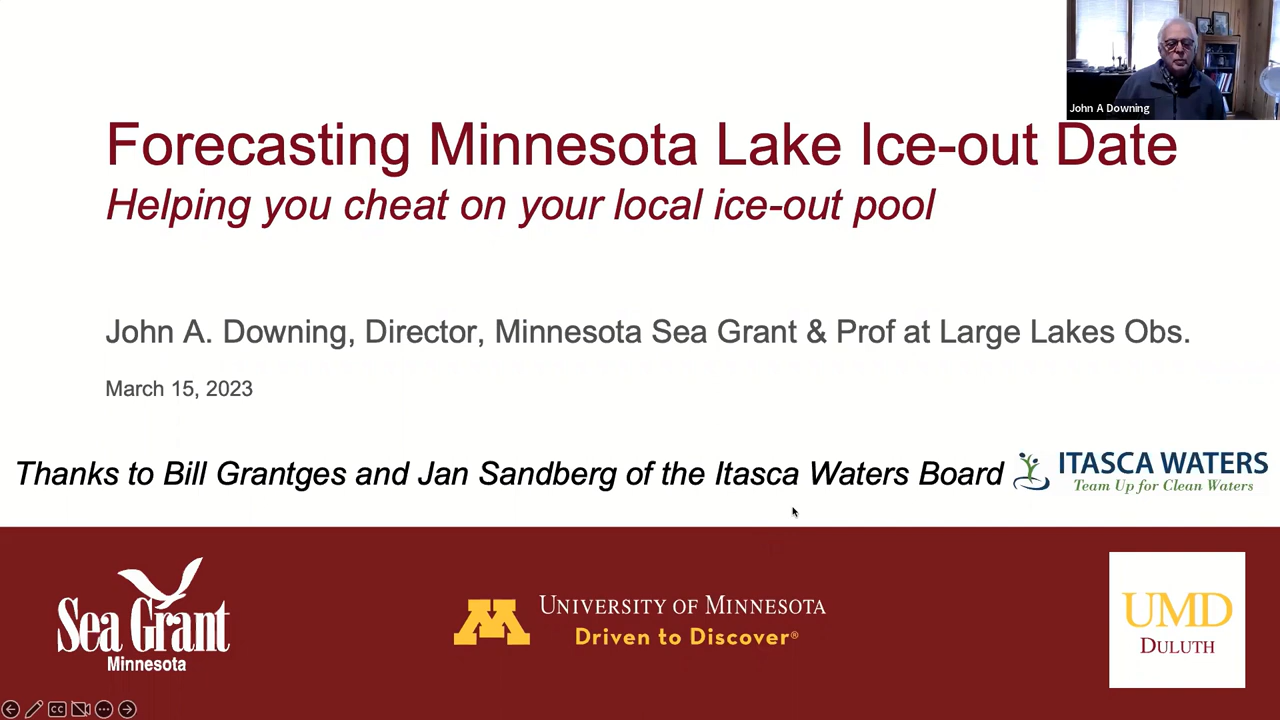 John A Downing
Forecasting Minnesota Lake Ice-out Date
Helping you cheat on your local ice-out pool
John A. Downing, Director, Minnesota Sea Grant & Prof at Large Lakes Obs.
March 15, 2023
Thanks to Bill Grantges and Jan Sandberg of the Itasca Waters Board
ITASCA WATERS
Team Up for Clean Waters
Sea Grant
Minnesota
M
UNIVERSITY OF MINNESOTA
Driven to Discover®
UMD
DULUTH
CC